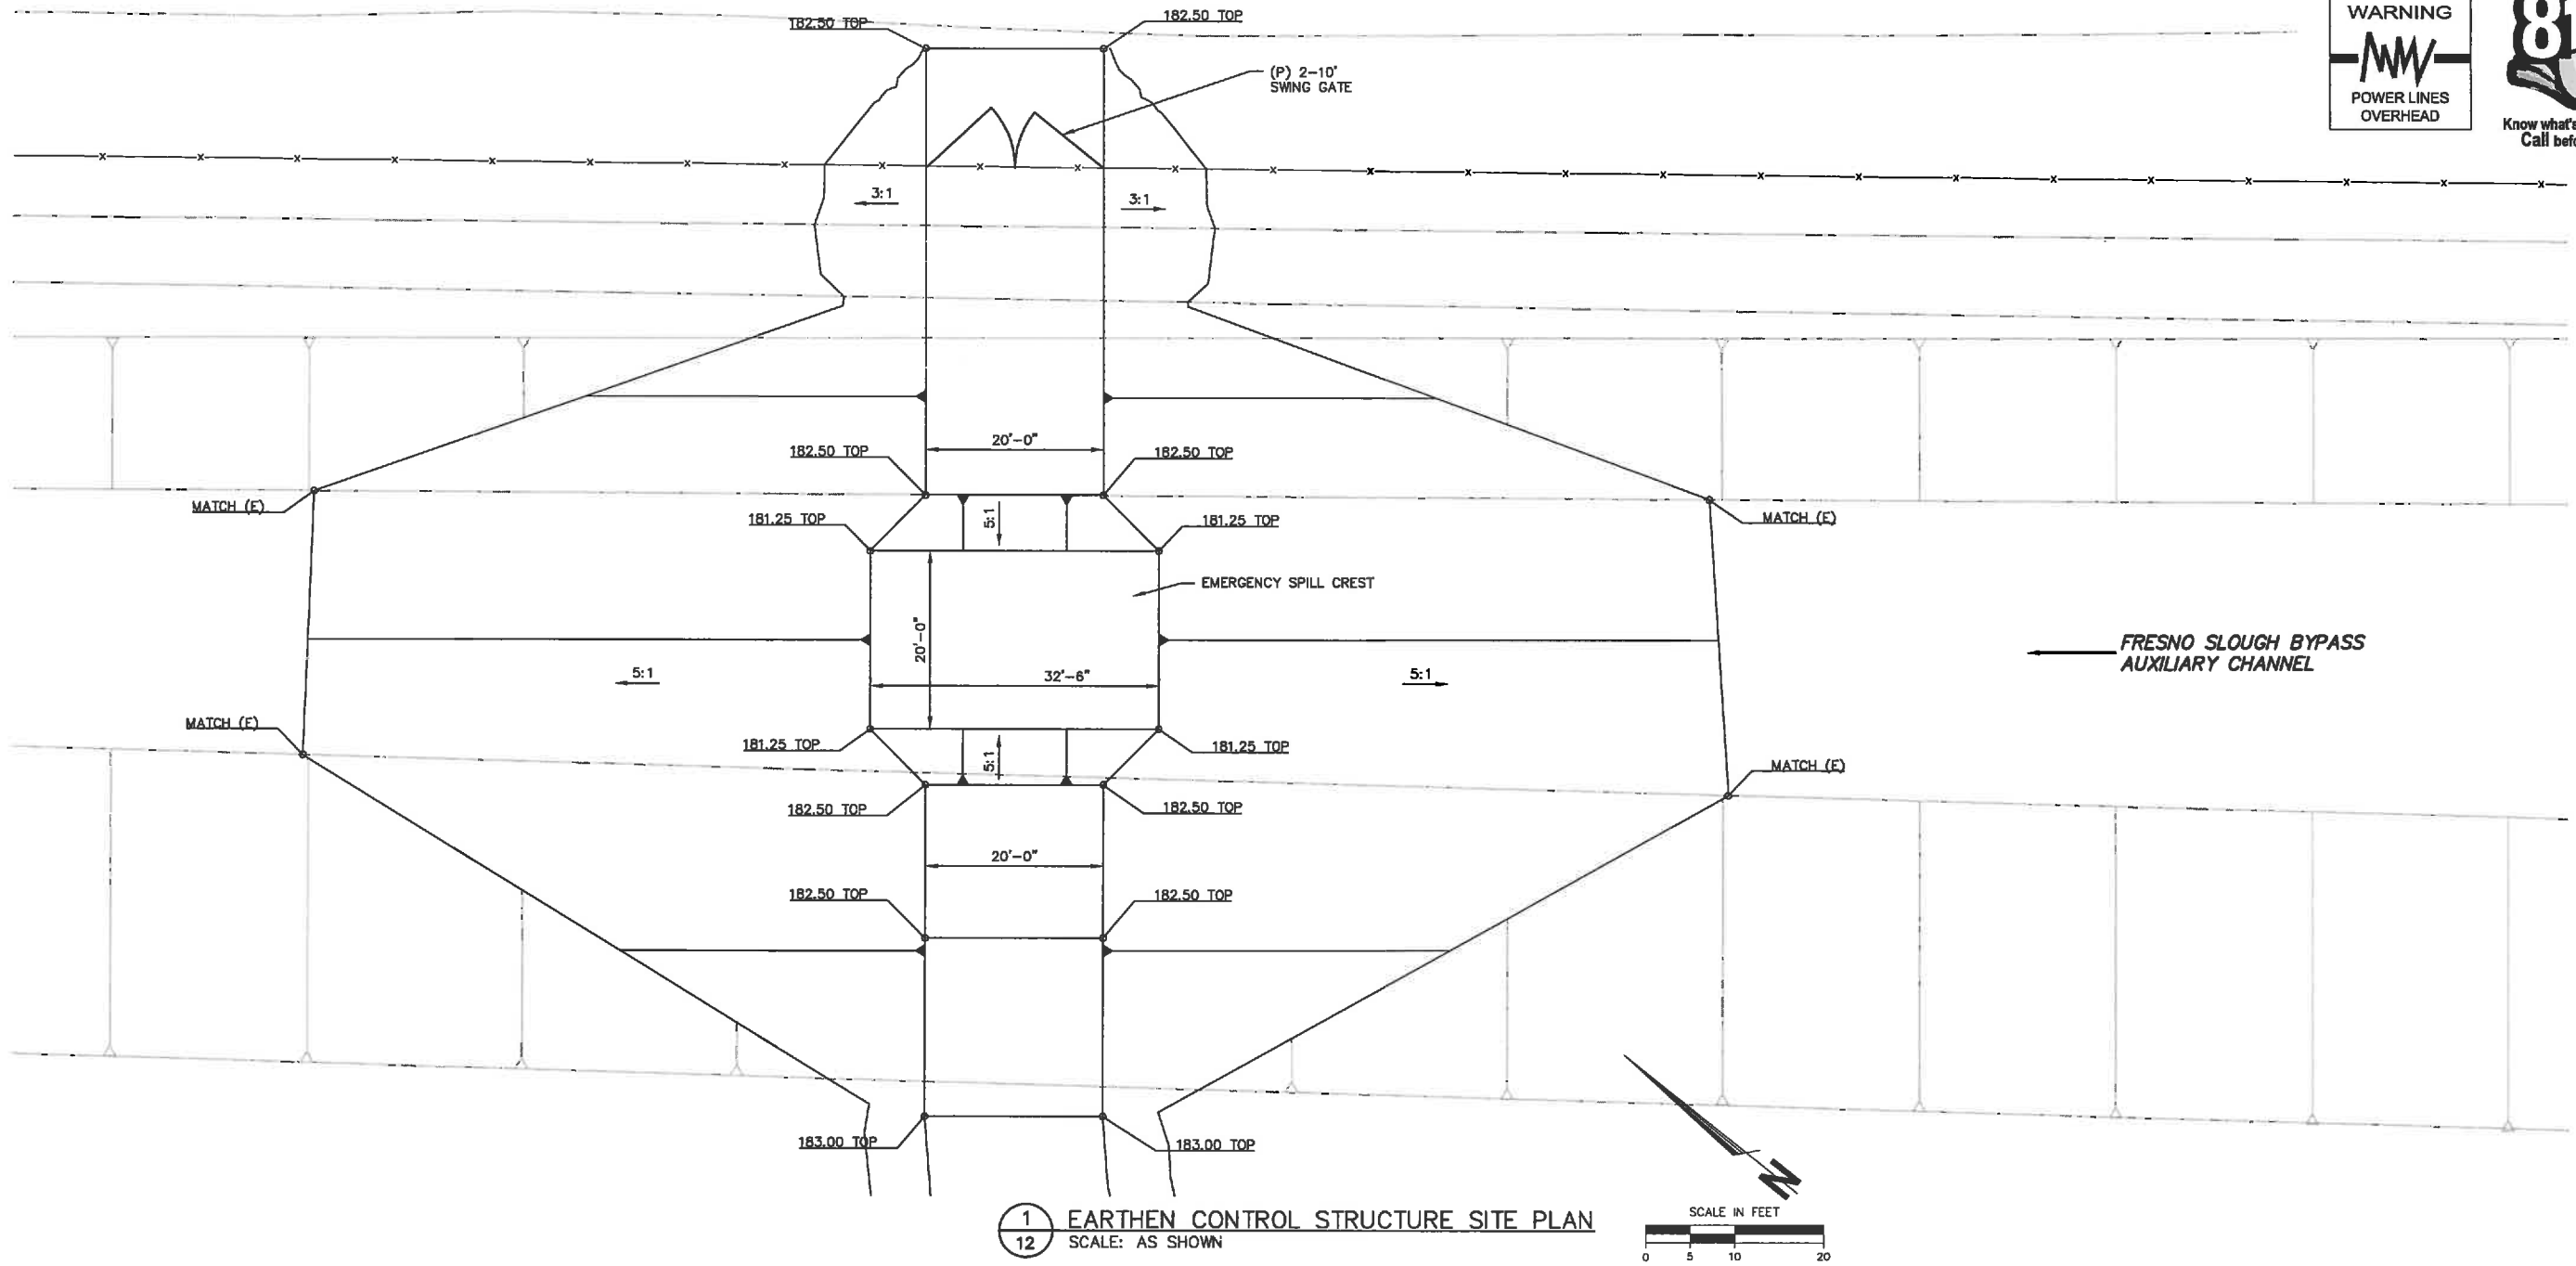 182.50 TOP
182.50 TOP
WARNING
POWER LINES
OVERHEAD
Know what's
Call
(P) 2-10'
SWING GATE
3:1
3:1
20'-0"
182.50 TOP
182.50 TOP
MATCH (E)
MATCH (E)
181.25 TOP
5:1
181.25 TOP
EMERGENCY SPILL CREST
20'-0"
32'-6"
5:1
5:1
FRESNO SLOUGH BYPASS
AUXILIARY CHANNEL
MATCH (E)
MATCH (E)
181.25 TOP
5:1
181.25 TOP
182.50 TOP
182.50 TOP
20'-0"
182.50 TOP
182.50 TOP
183.00 TOP
183.00 TOP
N
1
12
EARTHEN CONTROL STRUCTURE SITE PLAN
SCALE: AS SHOWN
SCALE IN FEET
0 5 10 20